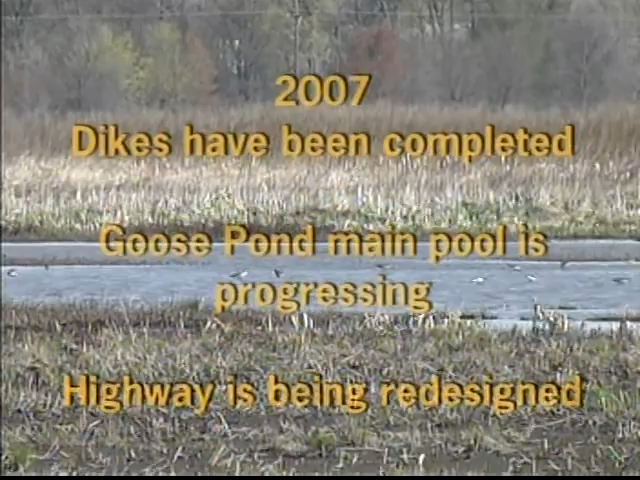 2007
Dikes have been completed
Goose Pond main pool is
progressing
Highway is being redesigned